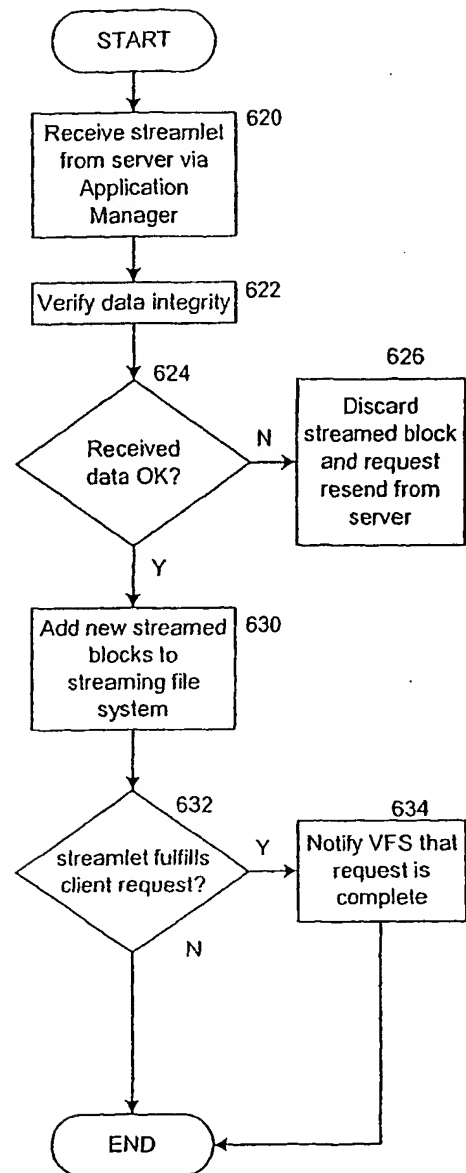 START
620
Receive streamlet
from server via
Application
Manager
Verify data integrity
622
624
Received
data OK?
N
626
Discard
streamed block
and request
resend from
server
Y
Add new streamed
blocks to
streaming file
system
630
632
streamlet fulfills
client request?
Y
634
Notify VFS that
request is
complete
N
END